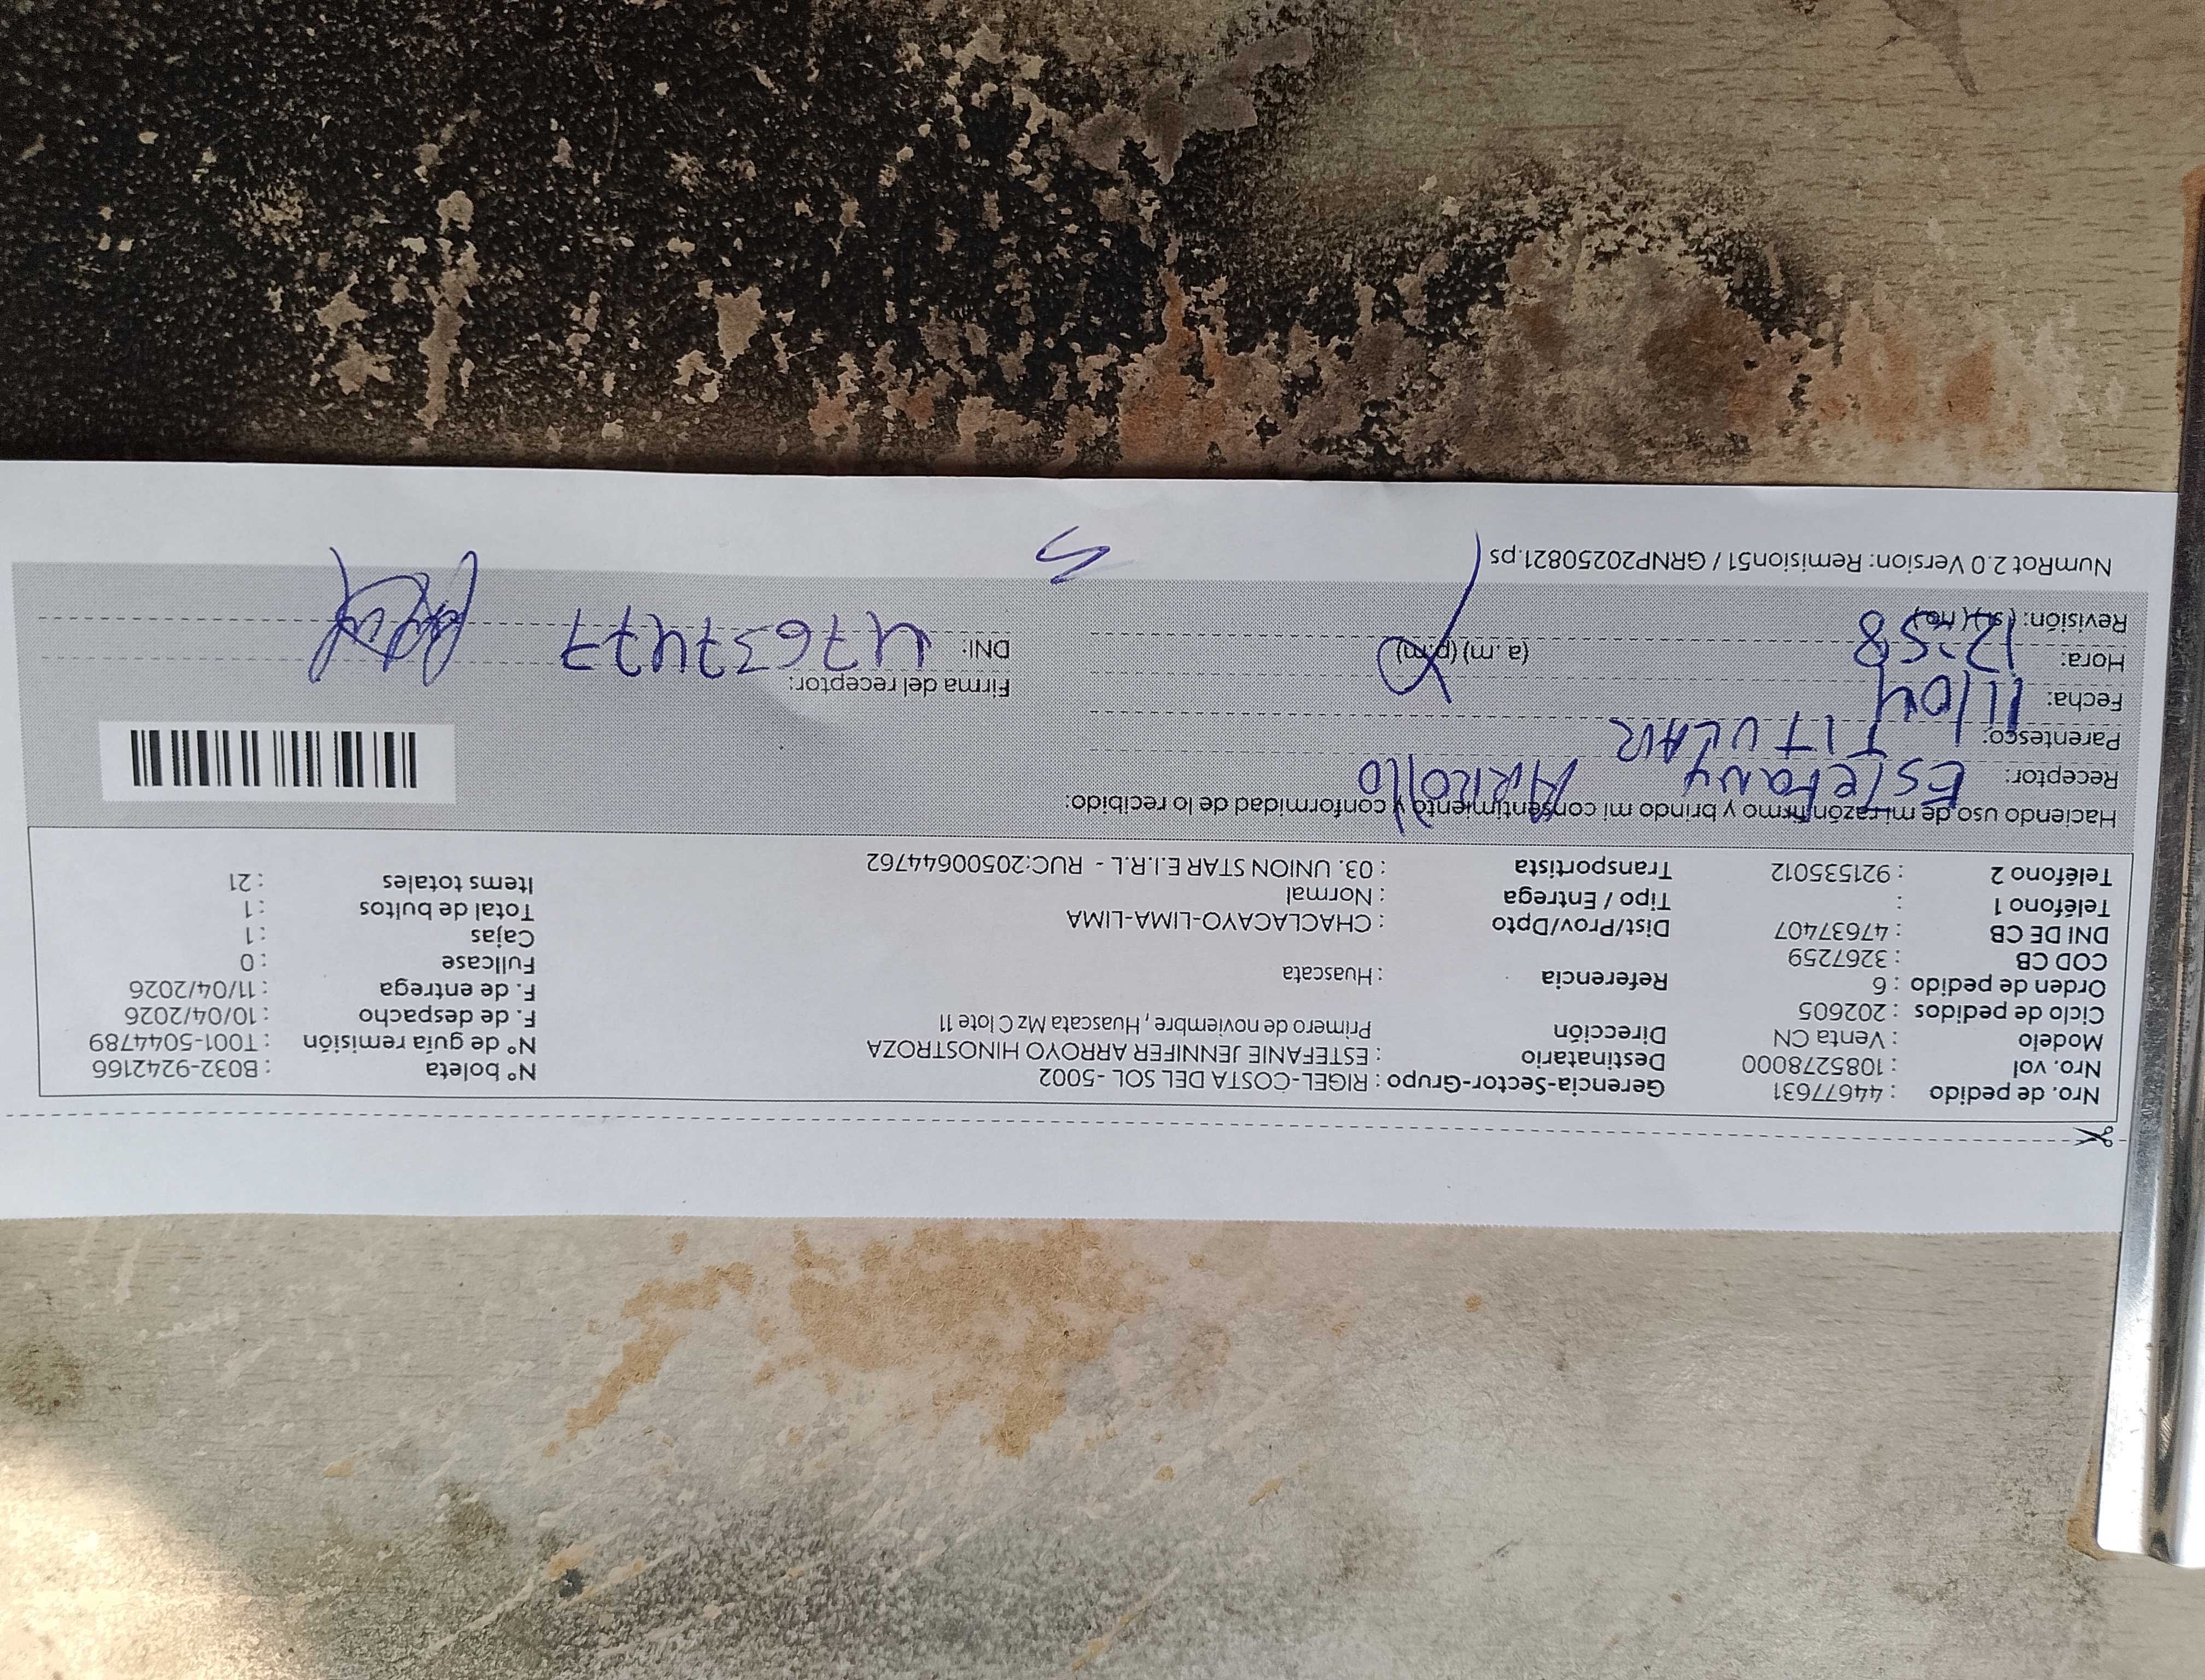 Nro. de pedido : 44677631 Gerencia-Sector-Grupo : RIGEL-COSTA DEL SOL -5002 N° boleta : B032-9242166
Nro. vol : 1085278000 Destinatario : ESTEFANIE JENNIFER ARROYO HINOSTROZA N° de guía remisión : T001-5044789
Modelo : Venta CN Dirección Primero de noviembre , Huascata Mz C lote 11 F. de despacho : 10/04/2026
Ciclo de pedidos : 202605 F. de entrega : 11/04/2026
Orden de pedido : 6 Referencia : Huascata Fullcase : 0
COD CB : 3267259 Cajas : 1
DNI DE CB : 47637407 Dist/Prov/Dpto : CHACLACAYO-LIMA-LIMA Total de bultos : 1
Teléfono 1 : Tipo / Entrega : Normal Items totales : 21
Teléfono 2 : 921535012 Transportista : 03. UNION STAR E.I.R.L - RUC:20500644762
Haciendo uso de mi razón firmo y brindo mi consentimiento y conformidad de lo recibido:
Receptor: Estefany Arrollo
Parentesco: TITULAR
Fecha: 11/04 Firma del receptor:
Hora: 12:58 (a.m) (p.m) DNI: 47637477
Revisión: (si) (no)
NumRot 2.0 Version: Remision51 / GRNP20250821.ps